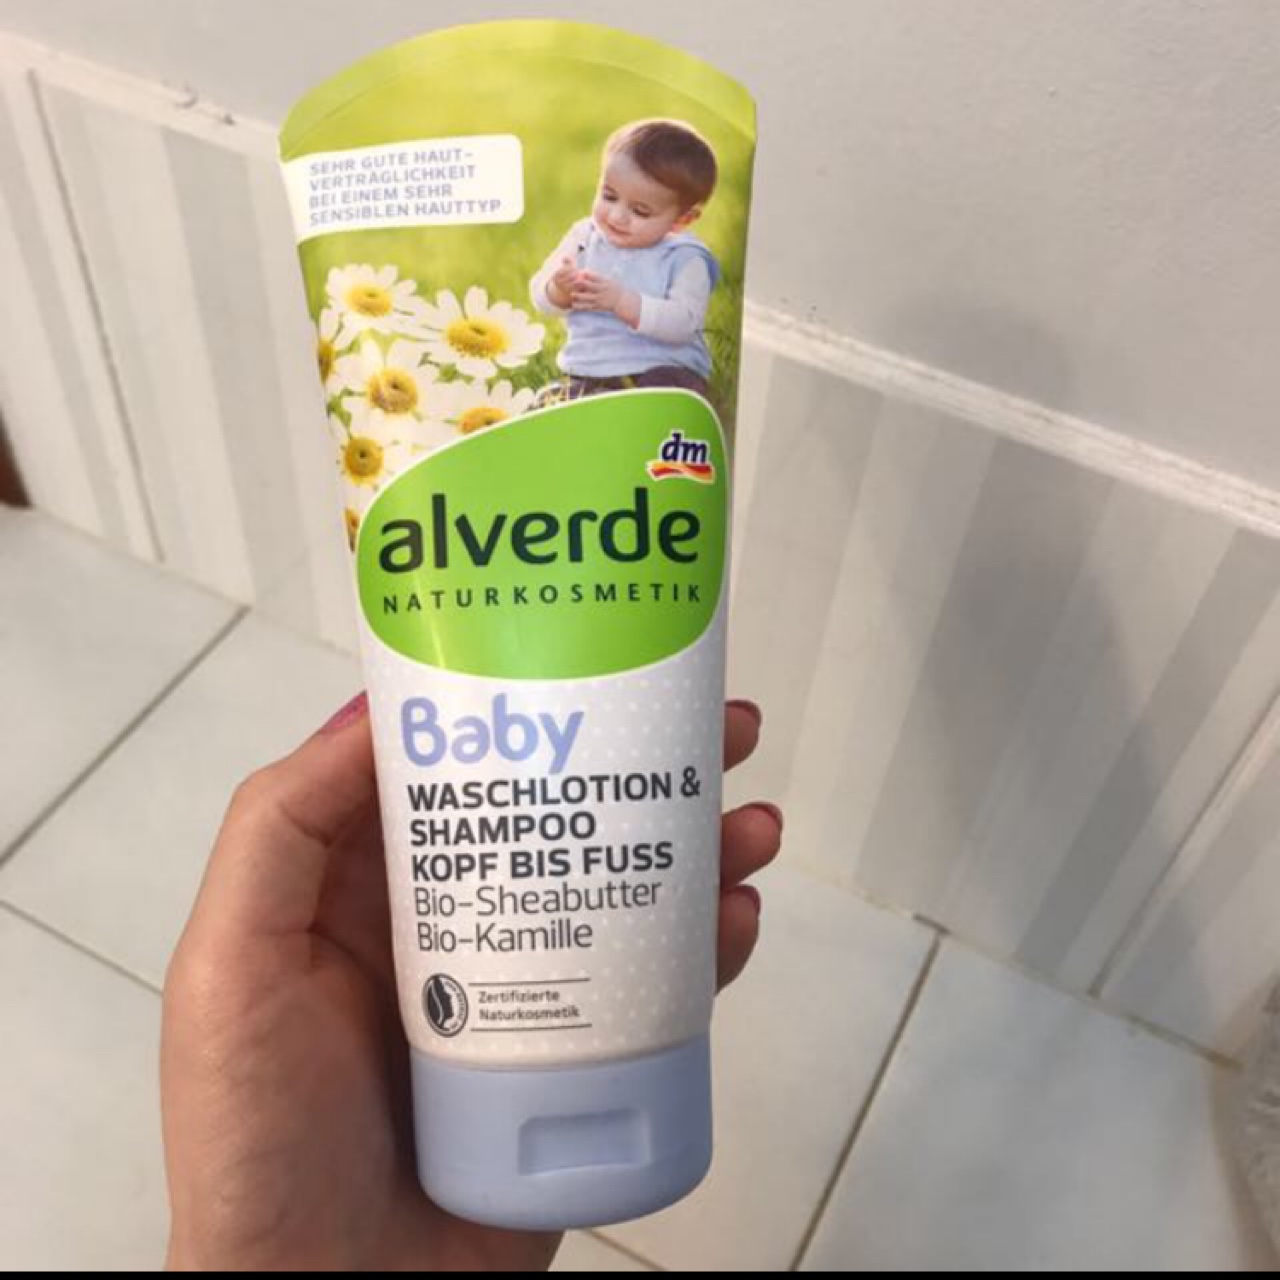 SEHR GUTE HAUT-
VERTRÄGLICHKEIT
BEI EINEM SEHR
SENSIBLEN HAUTTYP
dm
alverde
NATURKOSMETIK
Baby
WASCHLOTION &
SHAMPOO
KOPF BIS FUSS
Bio-Sheabutter
Bio-Kamille
Zertifizierte
Naturkosmetik